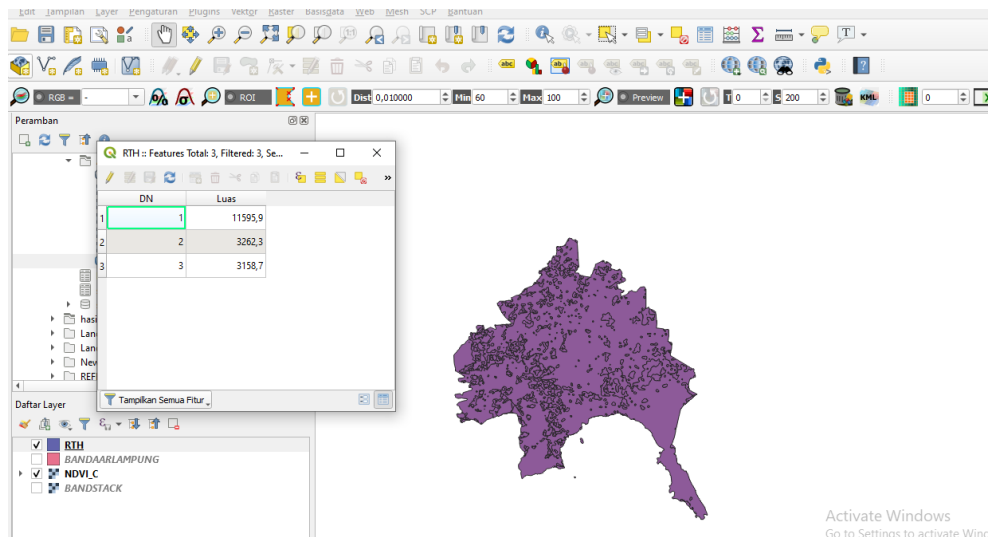 Edit Tampilan Layer Pengaturan Plugins Vektor Raster Basisdata Web Mesh SCP Bantuan
RGB = - ROI Dist 0,010000 Min 60 Max 100 Preview T 0 S 200 KML 0
Peramban
RTH :: Features Total: 3, Filtered: 3, Se...
DN Luas
1 1 11595,9
2 2 3262,3
3 3 3158,7
hasi
Lan
Lan
New
REFI
Tampilkan Semua Fitur
Daftar Layer
RTH
BANDAARLAMPUNG
NDVI_C
BANDSTACK
Activate Windows
Go to Settings to activate Wind